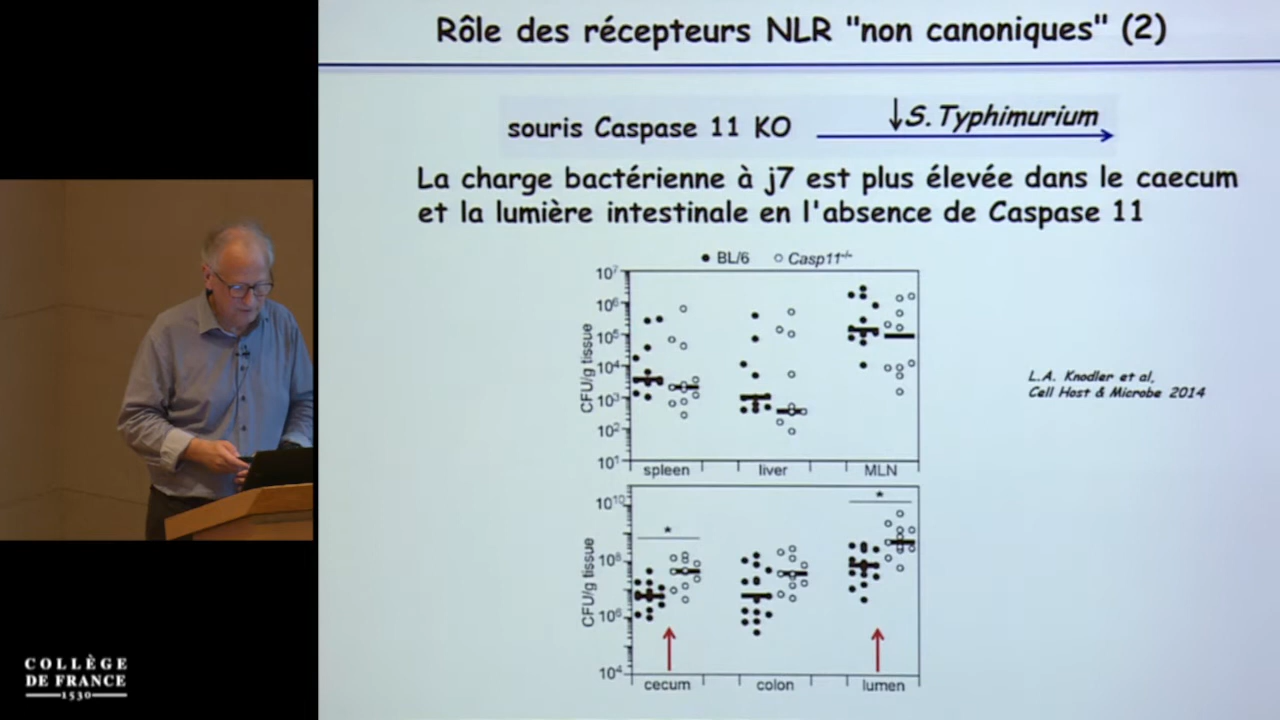 Rôle des récepteurs NLR "non canoniques" (2)
souris Caspase 11 KO
↓S. Typhimurium
La charge bactérienne à j7 est plus élevée dans le caecum
et la lumière intestinale en l'absence de Caspase 11
● BL/6 ○ Casp11-/-
CFU/g tissue
10⁷
10⁶
10⁵
10⁴
10³
10²
10¹
spleen liver MLN
L.A. Knodler et al,
Cell Host & Microbe 2014
CFU/g tissue
10¹⁰
10⁸
10⁶
10⁴
* *
cecum colon lumen
COLLÈGE
DE FRANCE
1530